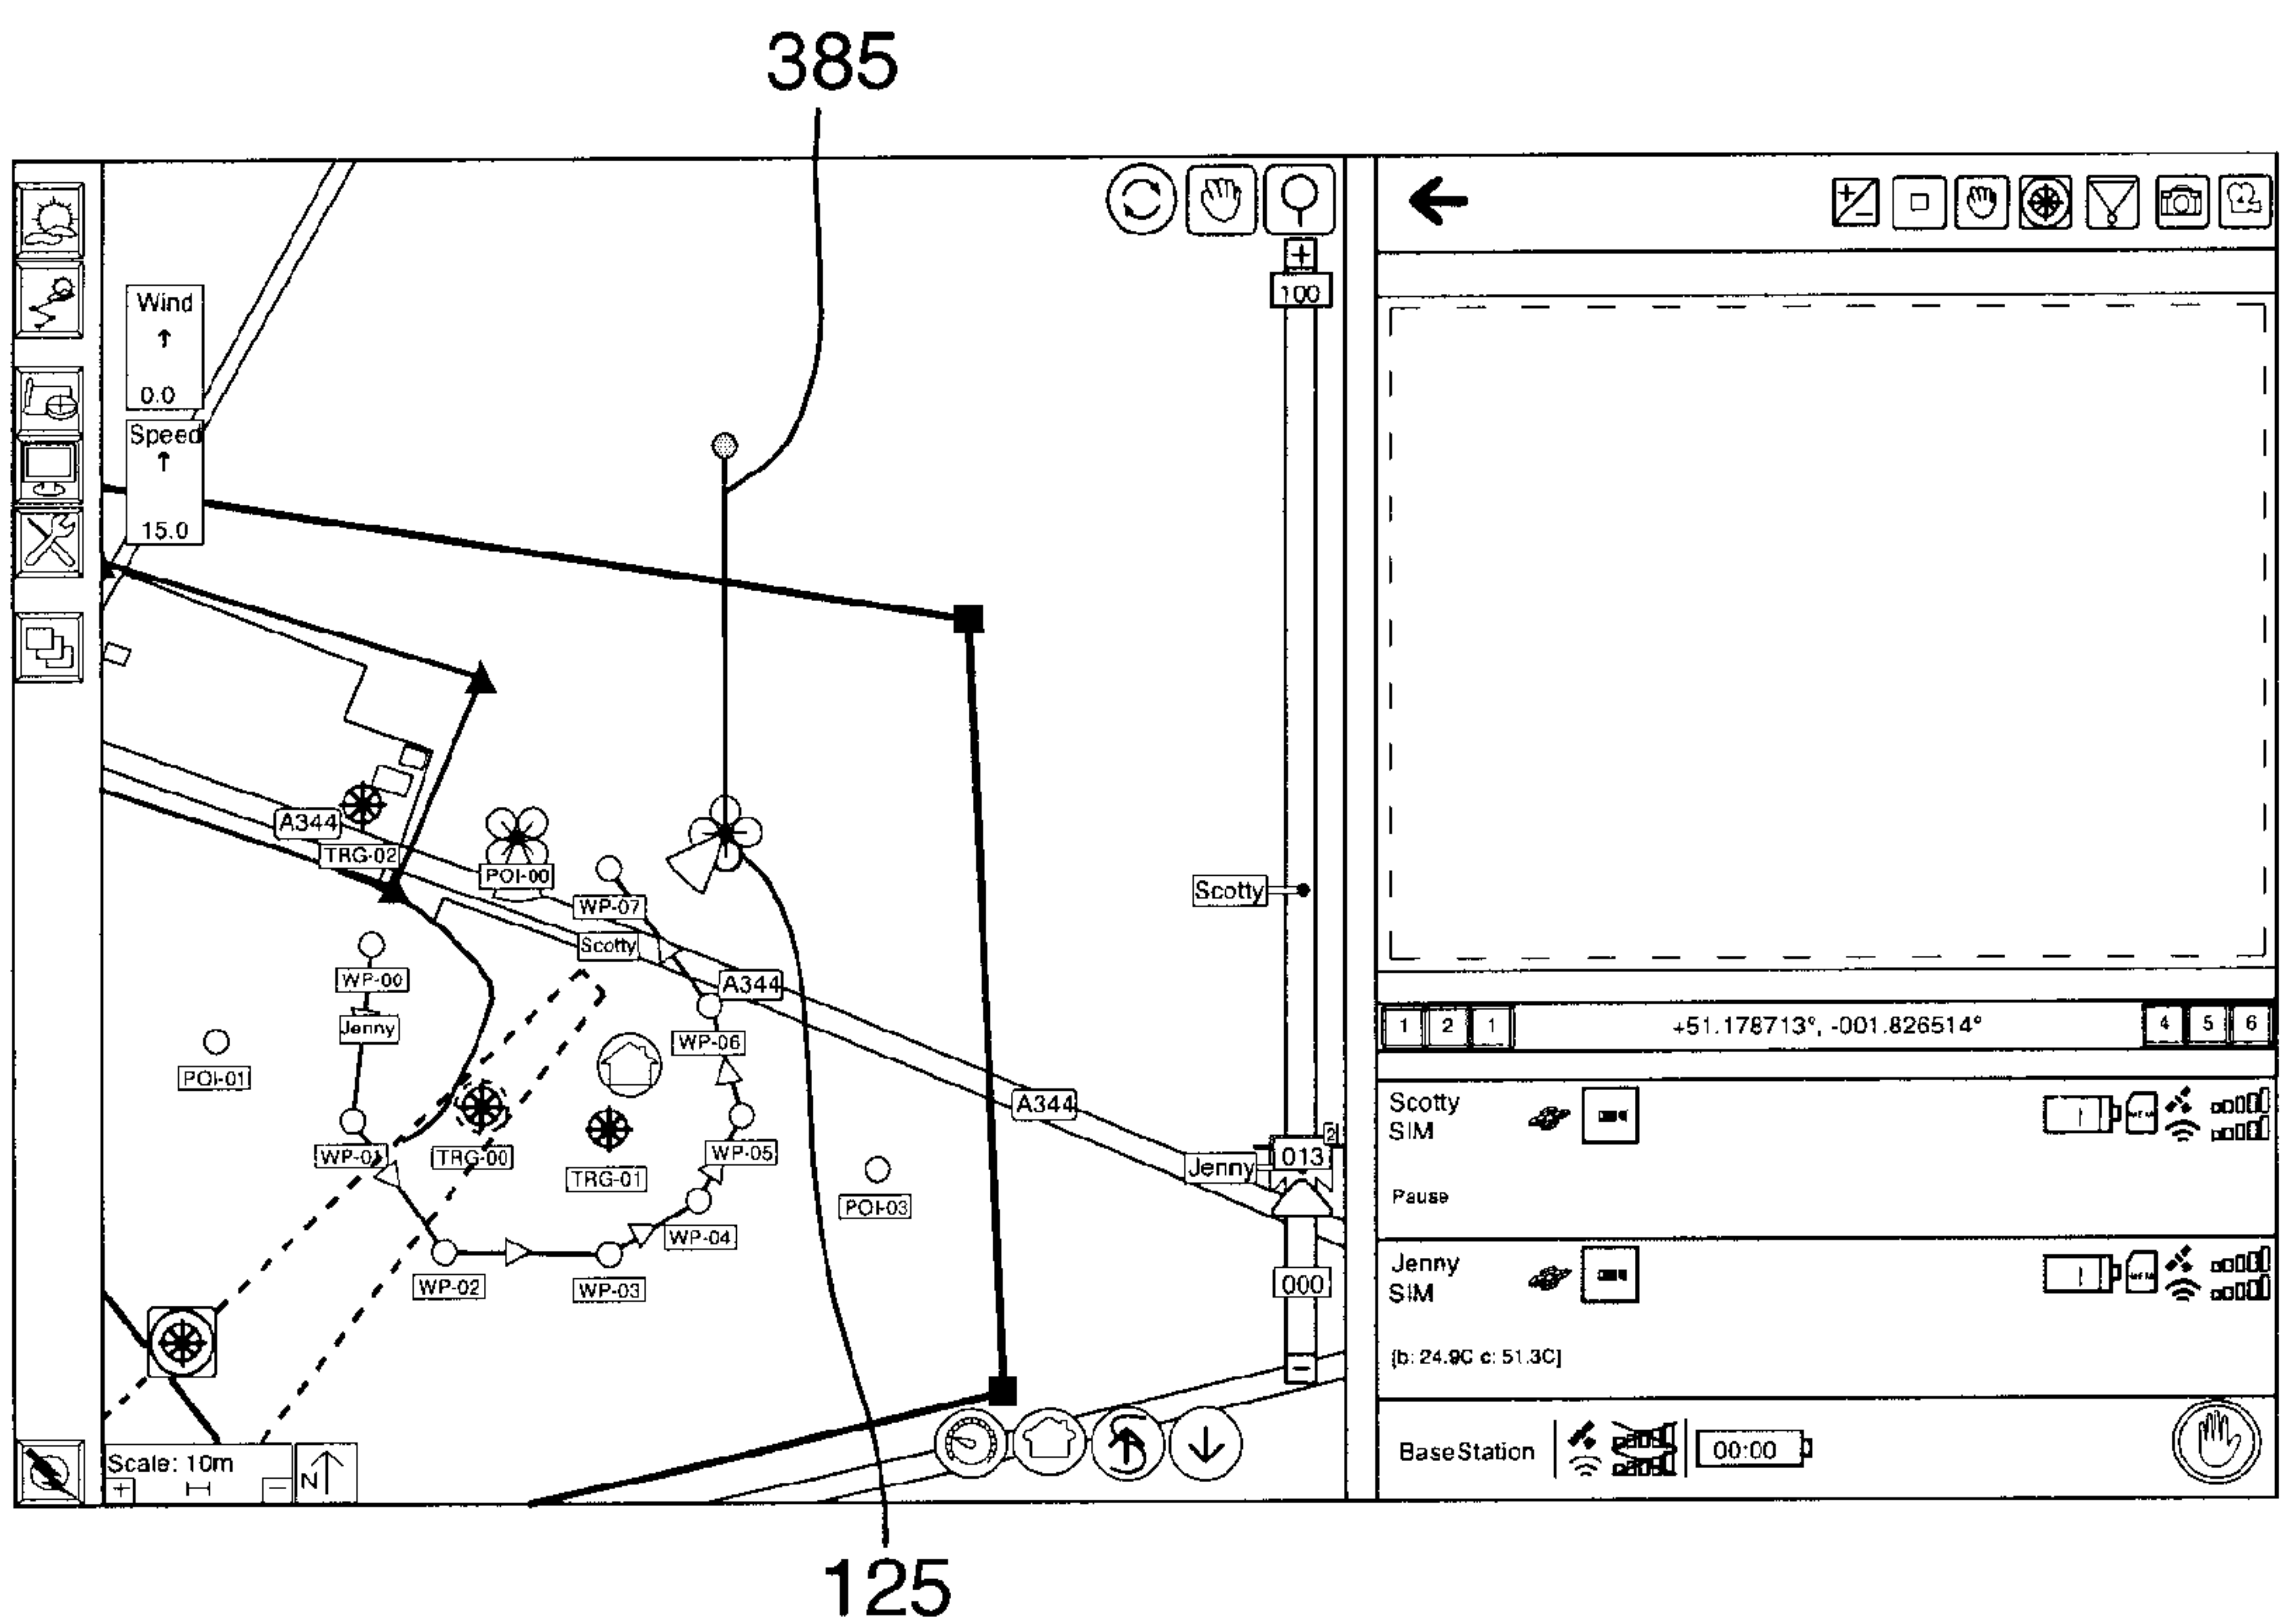 385
Wind
0.0
Speed
15.0
+
100
A344
TRG-02
POI-00
WP-07
Scotty
Scotty
WP-00
Jenny
A344
WP-06
POI-01
A344
WP-01
TRG-00
TRG-01
WP-05
POI-03
WP-04
2
013
Jenny
WP-02
WP-03
000
-
Scale: 10m
+
-
N
+51.178713°, -001.826514°
1 2 1
4 5 6
Scotty
SIM
MEM
Pause
Jenny
SIM
MEM
[b: 24.9C c: 51.3C]
BaseStation
00:00
125